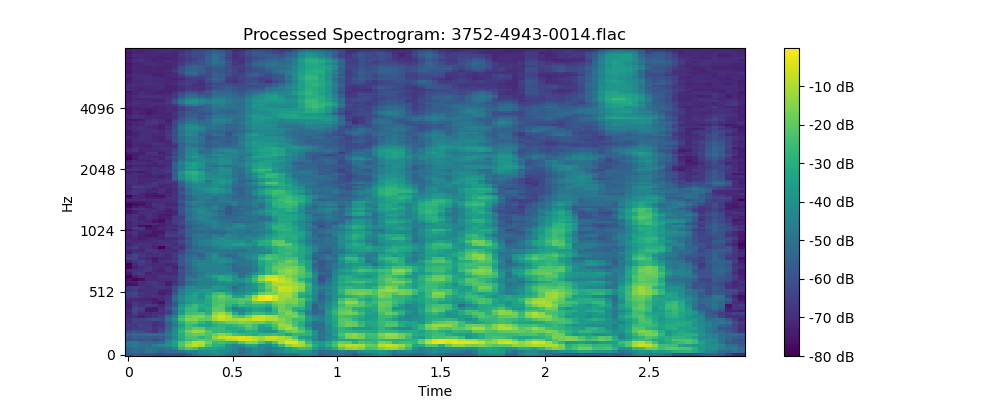 Processed Spectrogram: 3752-4943-0014.flac
4096
2048
1024
512
0
Hz
0
0.5
1
1.5
2
2.5
Time
-10 dB
-20 dB
-30 dB
-40 dB
-50 dB
-60 dB
-70 dB
-80 dB